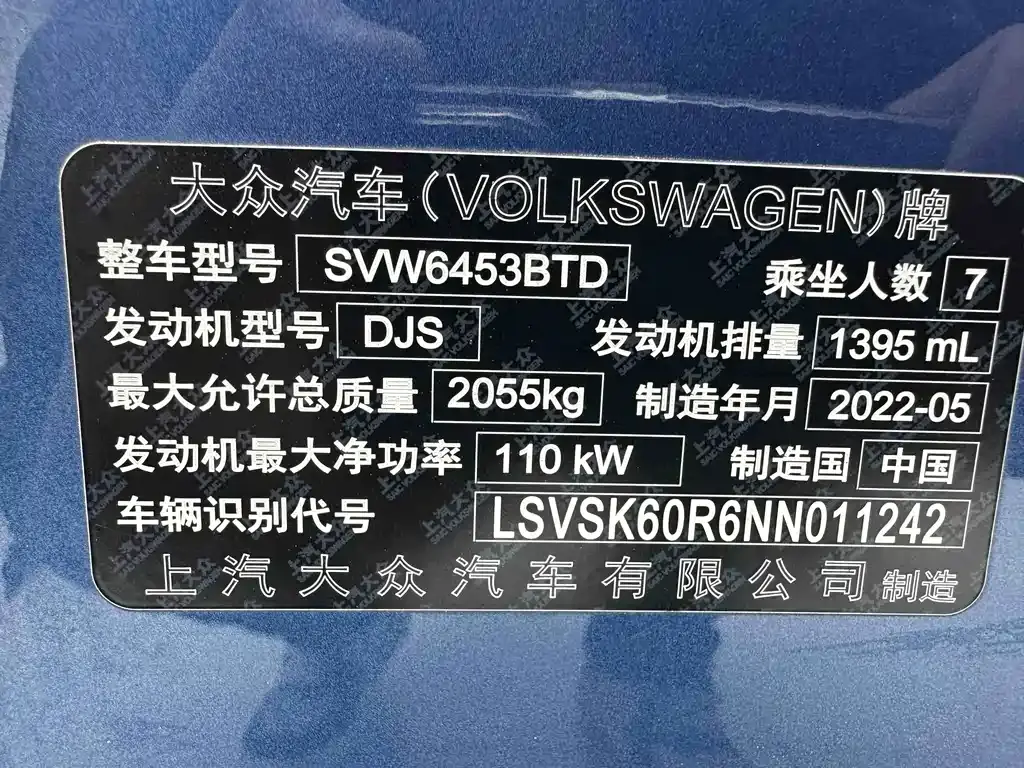 大众汽车(VOLKSWAGEN)牌
整车型号 SVW6453BTD 乘坐人数 7
发动机型号 DJS 发动机排量 1395 mL
最大允许总质量 2055kg 制造年月 2022-05
发动机最大净功率 110 kW 制造国 中国
车辆识别代号 LSVSK60R6NN011242
上汽大众汽车有限公司 制造